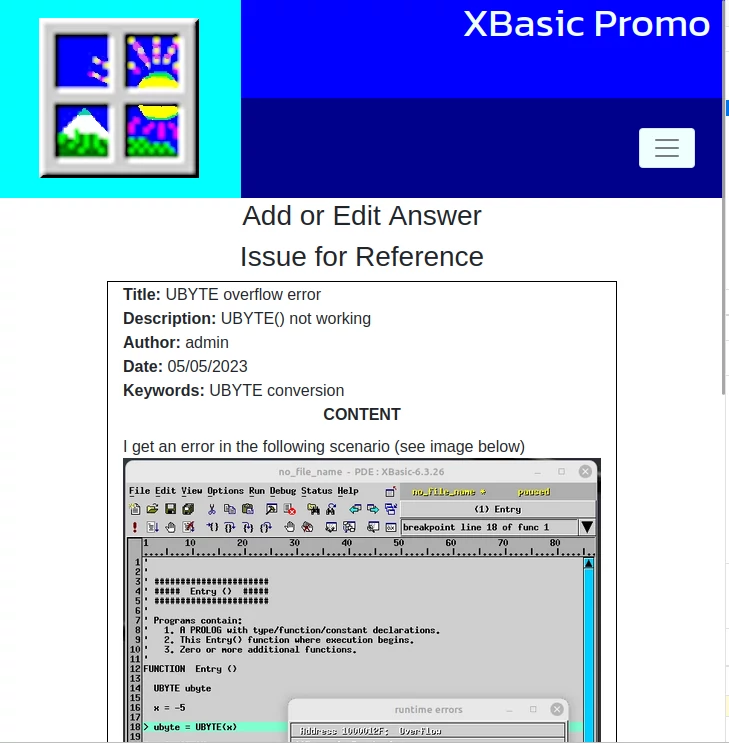 XBasic Promo
Add or Edit Answer
Issue for Reference
Title: UBYTE overflow error
Description: UBYTE() not working
Author: admin
Date: 05/05/2023
Keywords: UBYTE conversion
CONTENT
I get an error in the following scenario (see image below)
no_file_name - PDE : XBasic-6.3.26
File Edit View Options Run Debug Status Help
no_file_name * paused
(1) Entry
breakpoint line 18 of func 1
1 10 20 30 40 50 60 70 80
1 '
2 '
3 ' ######################
4 ' ##### Entry () #####
5 ' ######################
6 '
7 ' Programs contain:
8 ' 1. A PROLOG with type/function/constant declarations.
9 ' 2. This Entry() function where execution begins.
10 ' 3. Zero or more additional functions.
11 '
12 FUNCTION Entry ()
13
14 UBYTE ubyte
15
16 x = -5
17
18 > ubyte = UBYTE(x)
19
runtime errors
Address 1000012F: Overflow